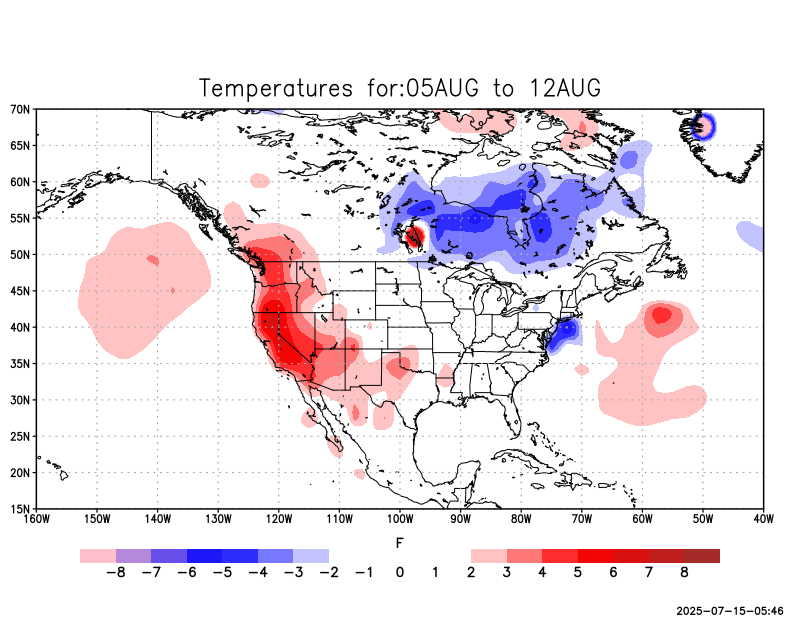 Temperatures for:05AUG to 12AUG
70N
65N
60N
55N
50N
45N
40N
35N
30N
25N
20N
15N
160W 150W 140W 130W 120W 110W 100W 90W 80W 70W 60W 50W 40W
F
−8 −7 −6 −5 −4 −3 −2 −1 0 1 2 3 4 5 6 7 8
2025-07-15-05:46